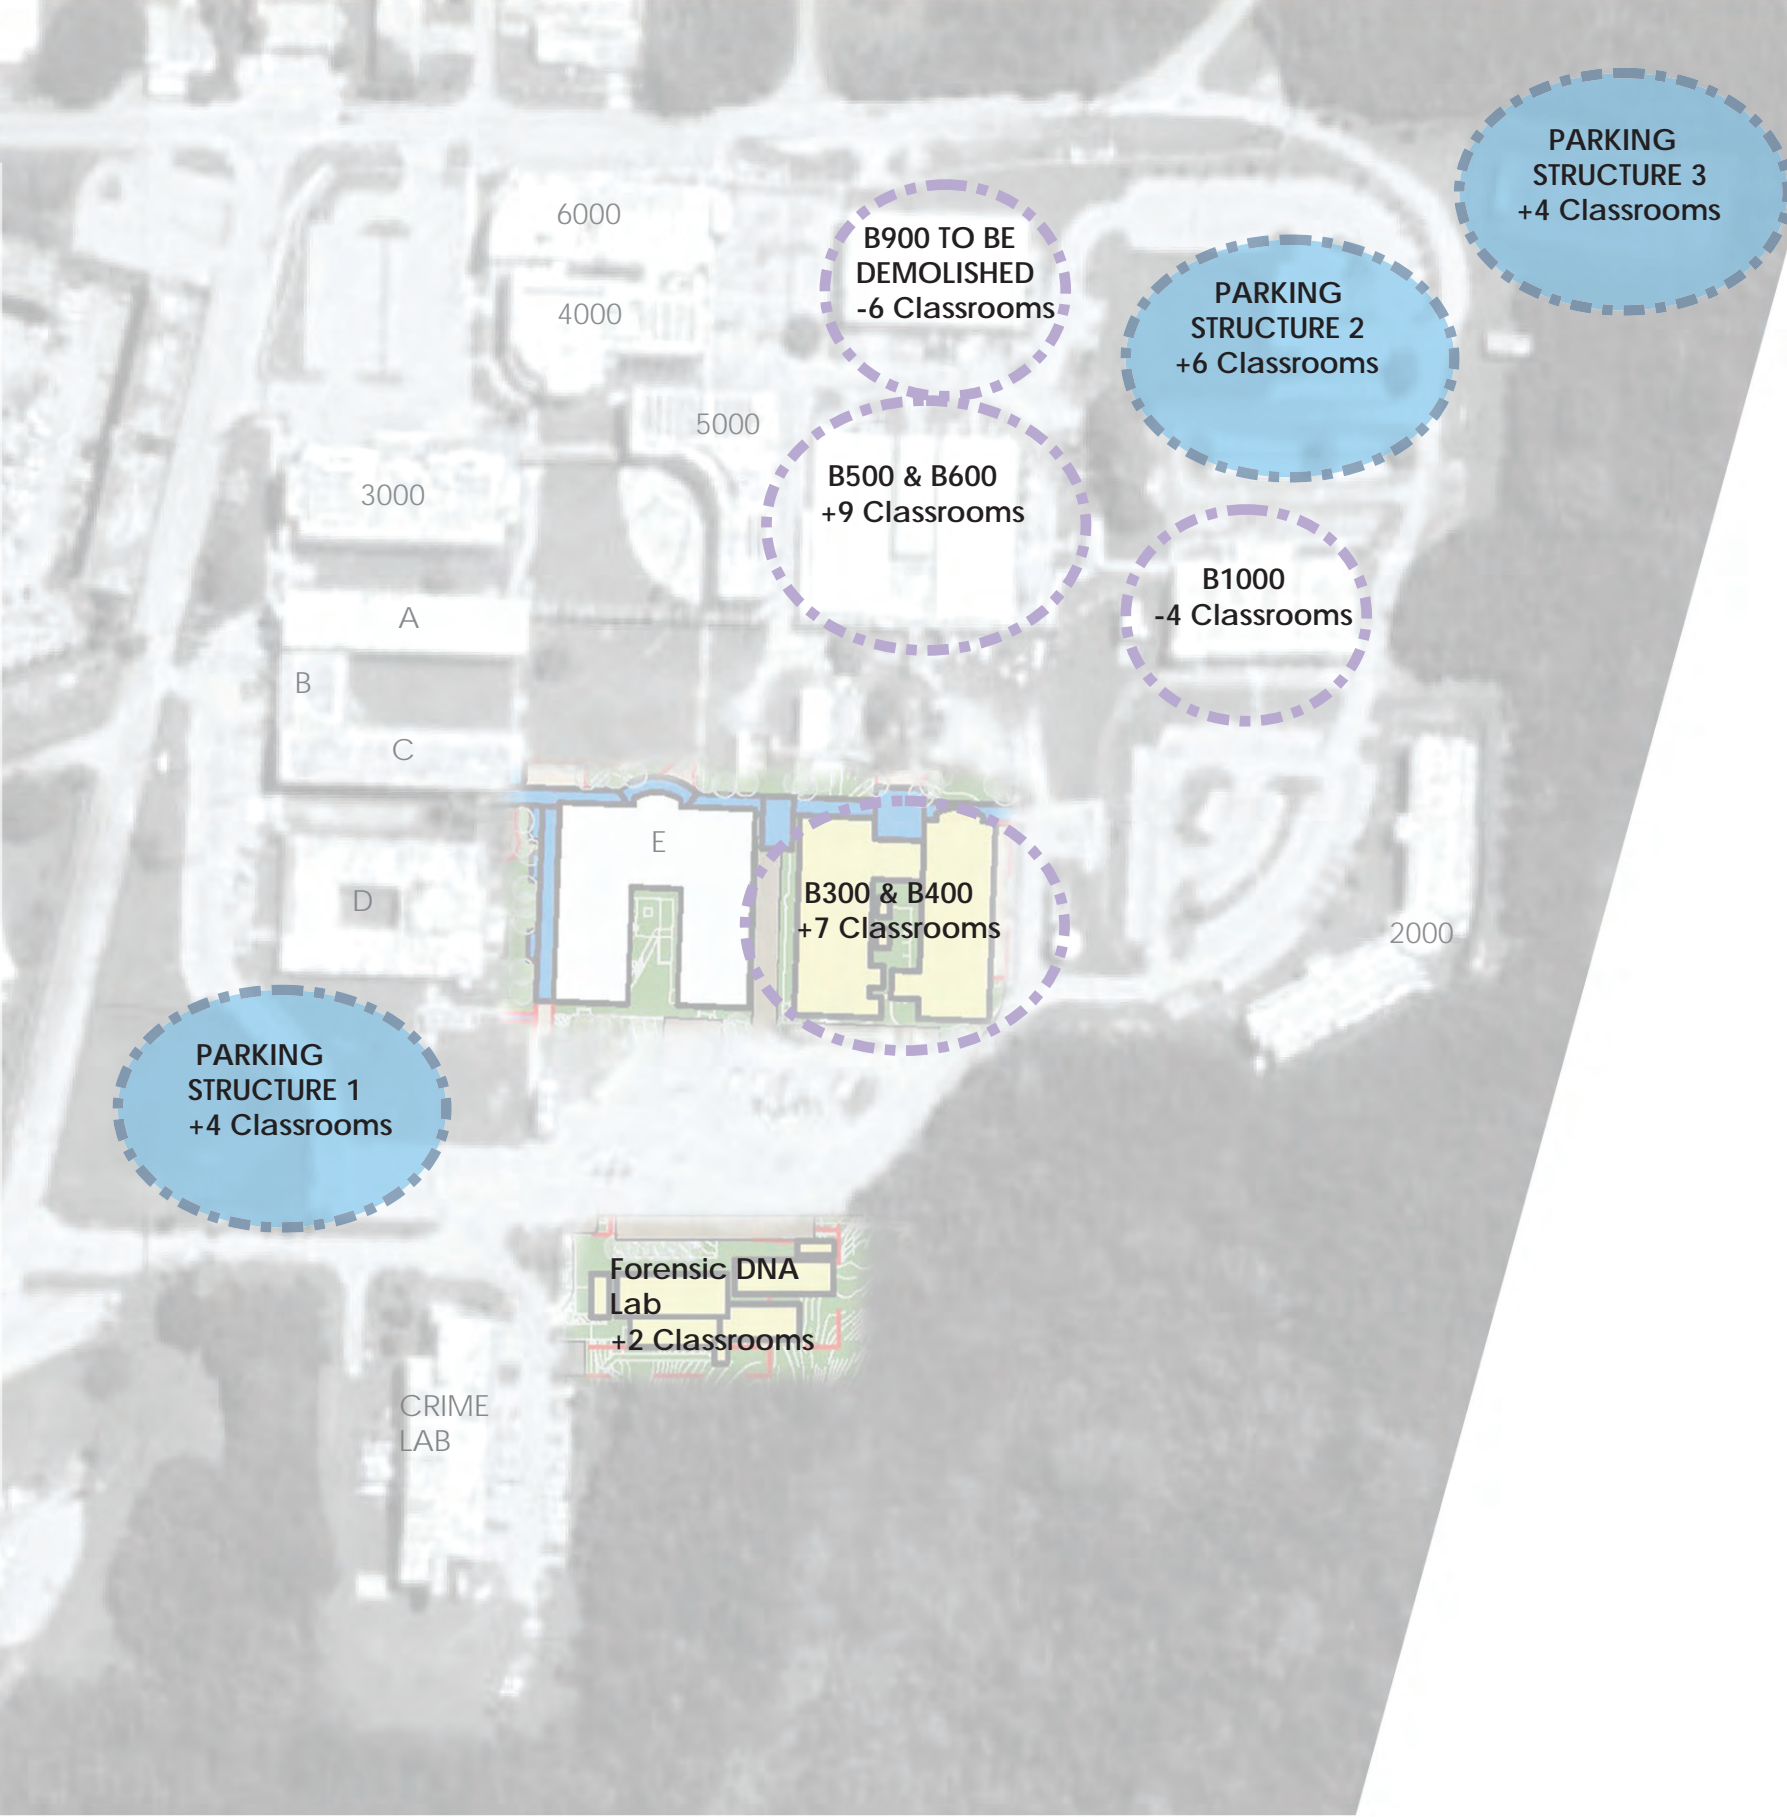 PARKING
STRUCTURE 3
+4 Classrooms
6000
B900 TO BE
DEMOLISHED
-6 Classrooms
4000
PARKING
STRUCTURE 2
+6 Classrooms
5000
3000
B500 & B600
+9 Classrooms
B1000
-4 Classrooms
A
B
C
E
D
B300 & B400
+7 Classrooms
2000
PARKING
STRUCTURE 1
+4 Classrooms
Forensic DNA
Lab
+2 Classrooms
CRIME
LAB